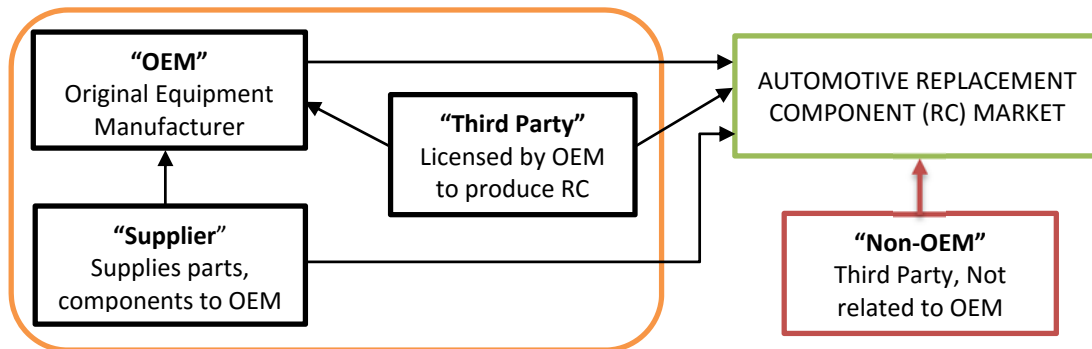 “OEM”
Original Equipment
Manufacturer
“Third Party”
Licensed by OEM
to produce RC
“Supplier”
Supplies parts,
components to OEM
AUTOMOTIVE REPLACEMENT
COMPONENT (RC) MARKET
“Non-OEM”
Third Party, Not
related to OEM